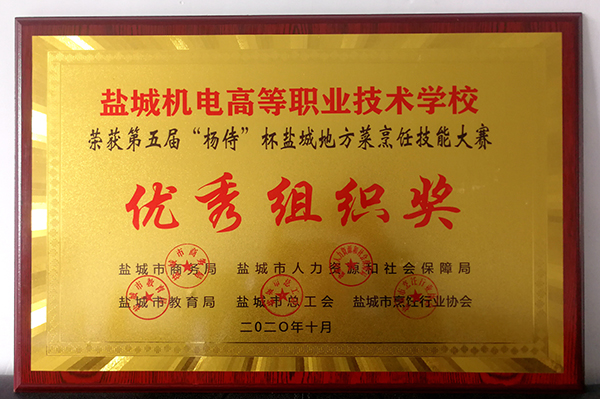 盐城机电高等职业技术学校
荣获第五届“杨侍”杯盐城地方菜烹饪技能大赛
优秀组织奖
盐城市商务局 盐城市人力资源和社会保障局
盐城市教育局 盐城市总工会 盐城市烹饪行业协会
二〇二〇年十月